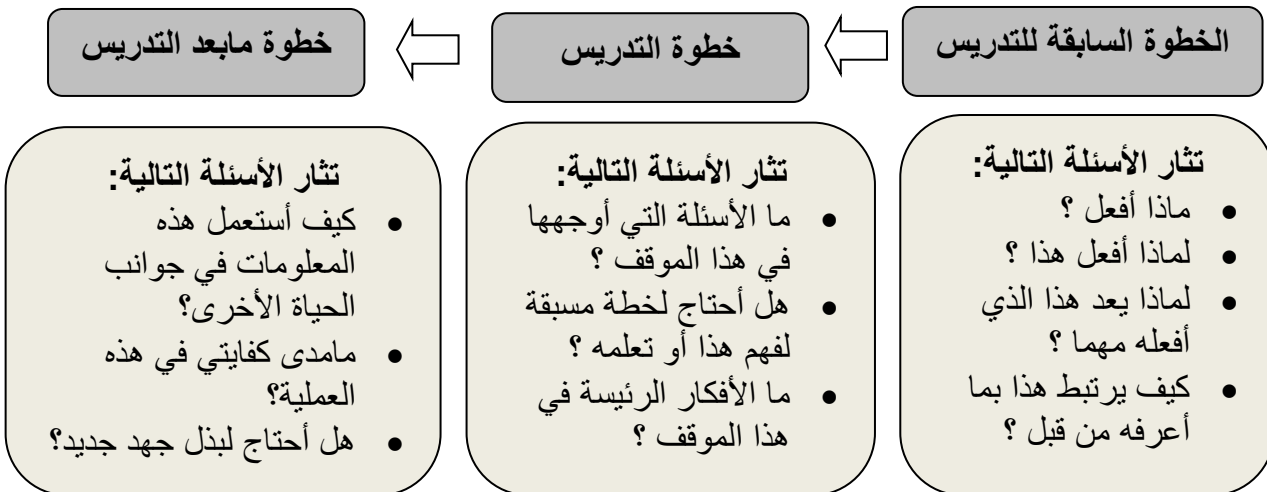 الخطوة السابقة للتدريس
خطوة التدريس
خطوة مابعد التدريس
تثار الأسئلة التالية:
● ماذا أفعل ؟
● لماذا أفعل هذا ؟
● لماذا يعد هذا الذي
أفعله مهما ؟
● كيف يرتبط هذا بما
أعرفه من قبل ؟
تثار الأسئلة التالية:
● ما الأسئلة التي أوجهها
في هذا الموقف ؟
● هل أحتاج لخطة مسبقة
لفهم هذا أو تعلمه ؟
● ما الأفكار الرئيسة في
هذا الموقف ؟
تثار الأسئلة التالية:
● كيف أستعمل هذه
المعلومات في جوانب
الحياة الأخرى؟
● مامدى كفايتي في هذه
العملية؟
● هل أحتاج لبذل جهد جديد؟